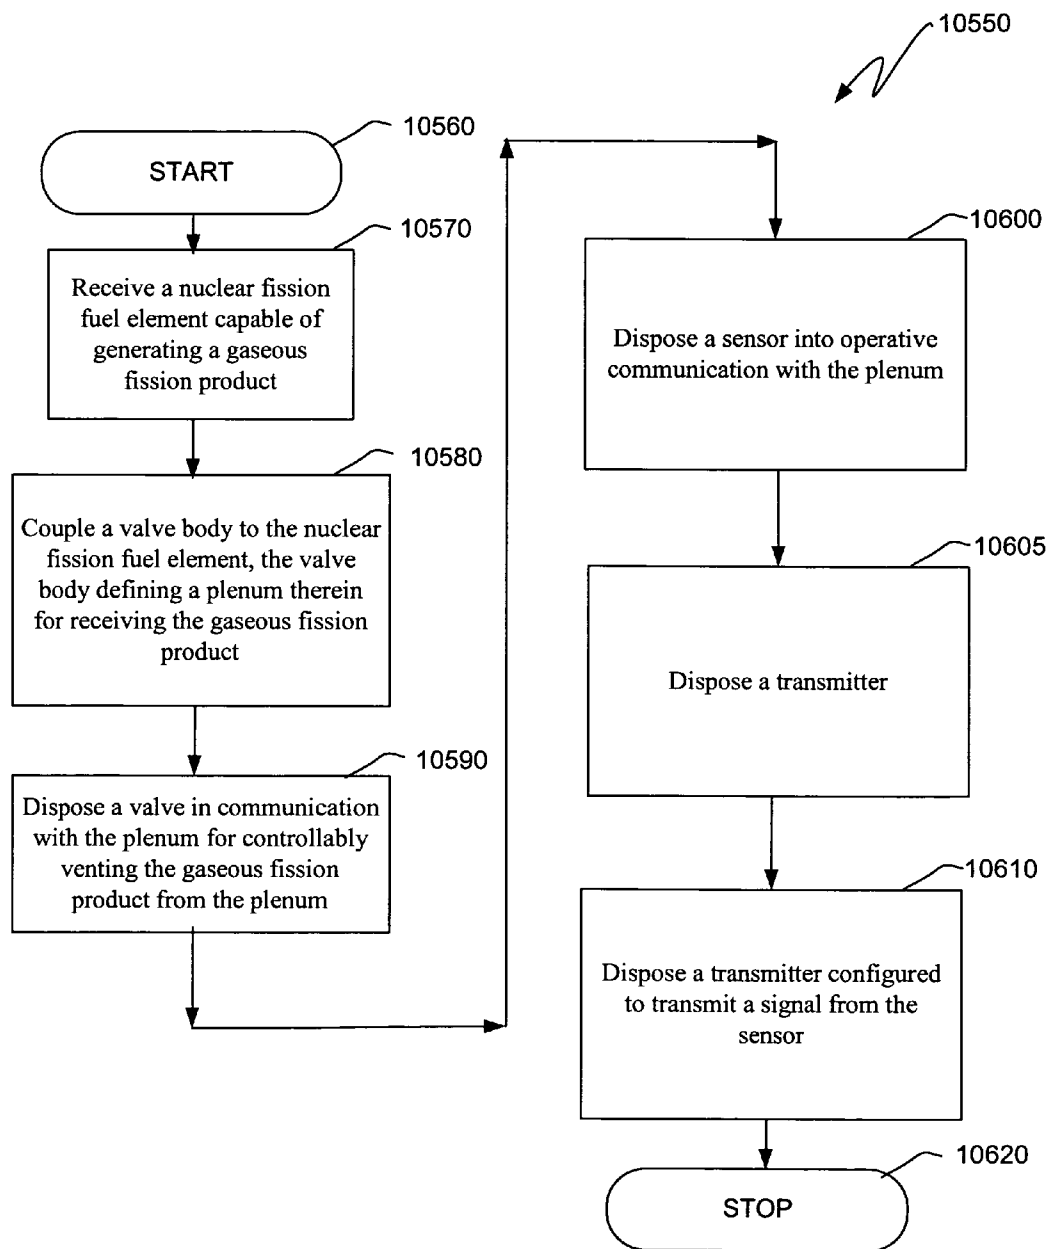 10550
10560
START
10570
Receive a nuclear fission
fuel element capable of
generating a gaseous
fission product
10580
Couple a valve body to the nuclear
fission fuel element, the valve
body defining a plenum therein
for receiving the gaseous fission
product
10590
Dispose a valve in communication
with the plenum for controllably
venting the gaseous fission
product from the plenum
10600
Dispose a sensor into operative
communication with the plenum
10605
Dispose a transmitter
10610
Dispose a transmitter configured
to transmit a signal from the
sensor
10620
STOP